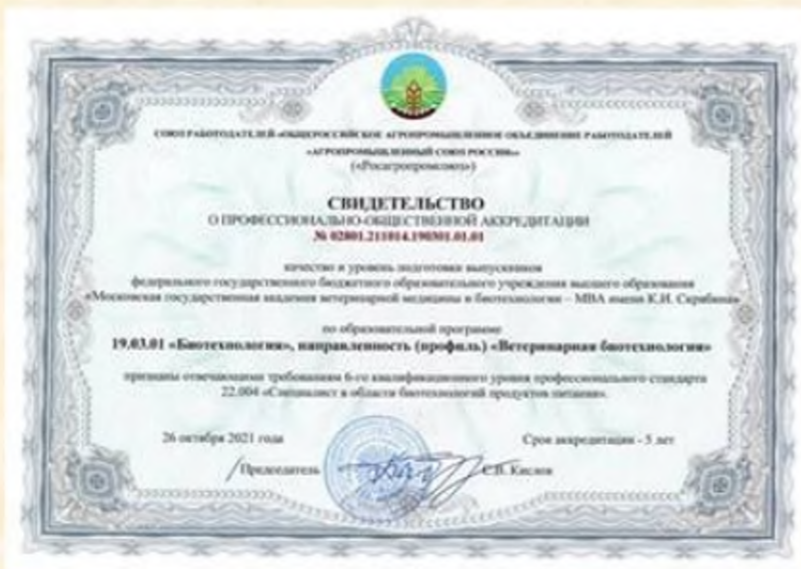 СОЮЗ РАБОТОДАТЕЛЕЙ «ОБЩЕРОССИЙСКОЕ АГРОПРОМЫШЛЕННОЕ ОБЪЕДИНЕНИЕ РАБОТОДАТЕЛЕЙ
«АГРОПРОМЫШЛЕННЫЙ СОЮЗ РОССИИ»
(«Росагропромсоюз»)
СВИДЕТЕЛЬСТВО
О ПРОФЕССИОНАЛЬНО-ОБЩЕСТВЕННОЙ АККРЕДИТАЦИИ
№ 02801.211014.190301.01.01
качество и уровень подготовки выпускников
федерального государственного бюджетного образовательного учреждения высшего образования
«Московская государственная академия ветеринарной медицины и биотехнологии – МВА имени К.И. Скрябина»
по образовательной программе
19.03.01 «Биотехнология», направленность (профиль) «Ветеринарная биотехнология»
признаны отвечающими требованиям 6-го квалификационного уровня профессионального стандарта
22.004 «Специалист в области биотехнологий продуктов питания».
26 октября 2021 года
Срок аккредитации - 5 лет
Председатель
С.В. Кислов